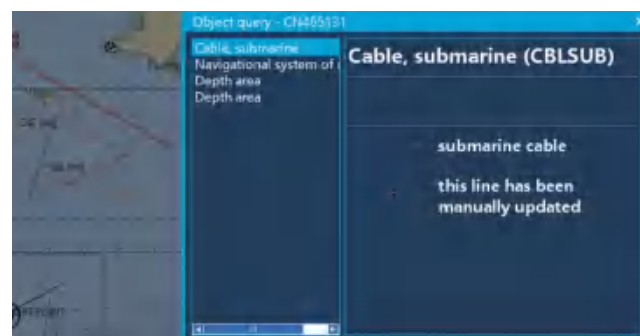 Object query - CN465131
Cable, submarine
Navigational system of
Depth area
Depth area
Cable, submarine (CBLSUB)
submarine cable
this line has been
manually updated